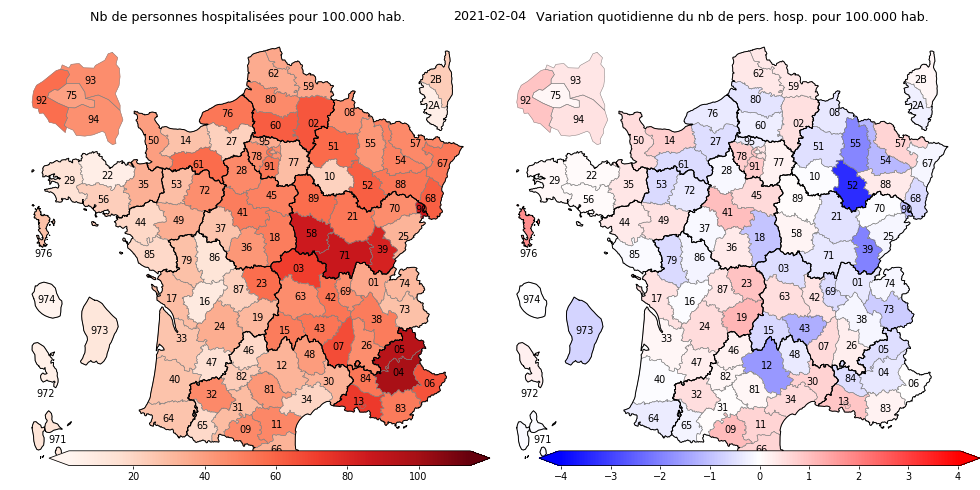 Nb de personnes hospitalisées pour 100.000 hab.
2021-02-04
Variation quotidienne du nb de pers. hosp. pour 100.000 hab.
93
92 75
94
62
59
80
76 08
60 02
2B
2A
50 14 27 95
78
77 51 55 57
54 67
61 28 91
29 22
56 35 53 72 10 52 88 68
90
45 89 70
41 21
44 49 37 18 58 25
976 85 79 86 36 71 39
03
974 17 16 87 23 63 42 69 01 74
73
973 33 24 19 38
15 43 07 26 05
46 48
47 12 04
972 40 82 30 84 06
32 81 34 13 83
64 31
65 09 11
971 66
20 40 60 80 100
93
92 75
94
62
59
80
76 08
60 02
2B
2A
50 14 27 95
78
77 51 55 57
54 67
61 28 91
29 22
56 35 53 72 10 52 88 68
90
45 89 70
41 21
44 49 37 18 58 25
976 85 79 86 36 71 39
03
974 17 16 87 23 63 42 69 01 74
73
973 33 24 19 38
15 43 07 26 05
46 48
47 12 04
972 40 82 30 84 06
32 81 34 13 83
64 31
65 09 11
971 66
−4 −3 −2 −1 0 1 2 3 4